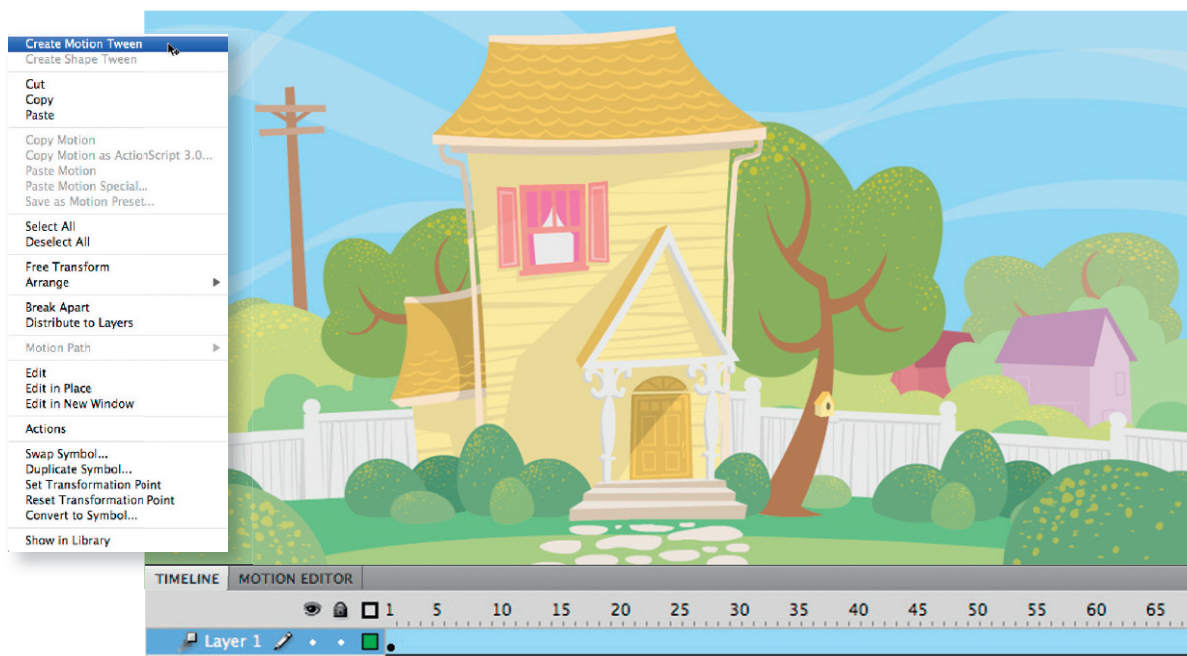 Create Motion Tween
Create Shape Tween
Cut
Copy
Paste
Copy Motion
Copy Motion as ActionScript 3.0...
Paste Motion
Paste Motion Special...
Save as Motion Preset...
Select All
Deselect All
Free Transform
Arrange
Break Apart
Distribute to Layers
Motion Path
Edit
Edit in Place
Edit in New Window
Actions
Swap Symbol...
Duplicate Symbol...
Set Transformation Point
Reset Transformation Point
Convert to Symbol...
Show in Library
TIMELINE MOTION EDITOR
1 5 10 15 20 25 30 35 40 45 50 55 60 65
Layer 1